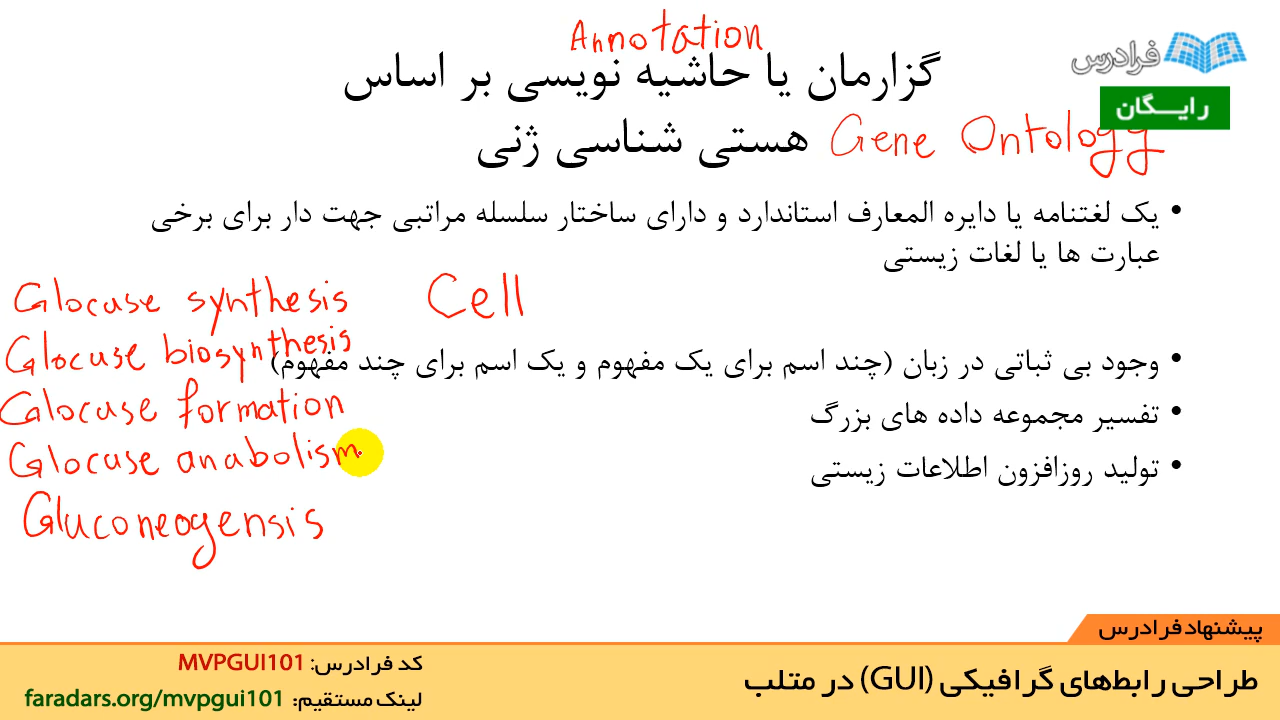 Annotation
گزارمان یا حاشیه نویسی بر اساس
هستی شناسی ژنی Gene Ontology
فرادرس
رایـگان
• یک لغتنامه یا دایره المعارف استاندارد و دارای ساختار سلسله مراتبی جهت دار برای برخی
عبارت ها یا لغات زیستی
Cell
Glocuse synthesis
Glocuse biosynthesis
Glocuse formation
Glocuse anabolism
Gluconeogensis
• وجود بی ثباتی در زبان (چند اسم برای یک مفهوم و یک اسم برای چند مفهوم)
• تفسیر مجموعه داده های بزرگ
• تولید روزافزون اطلاعات زیستی
پیشنهاد فرادرس
طراحی رابط‌های گرافیکی (GUI) در متلب
کد فرادرس: MVPGUI101
لینک مستقیم: faradars.org/mvpgui101